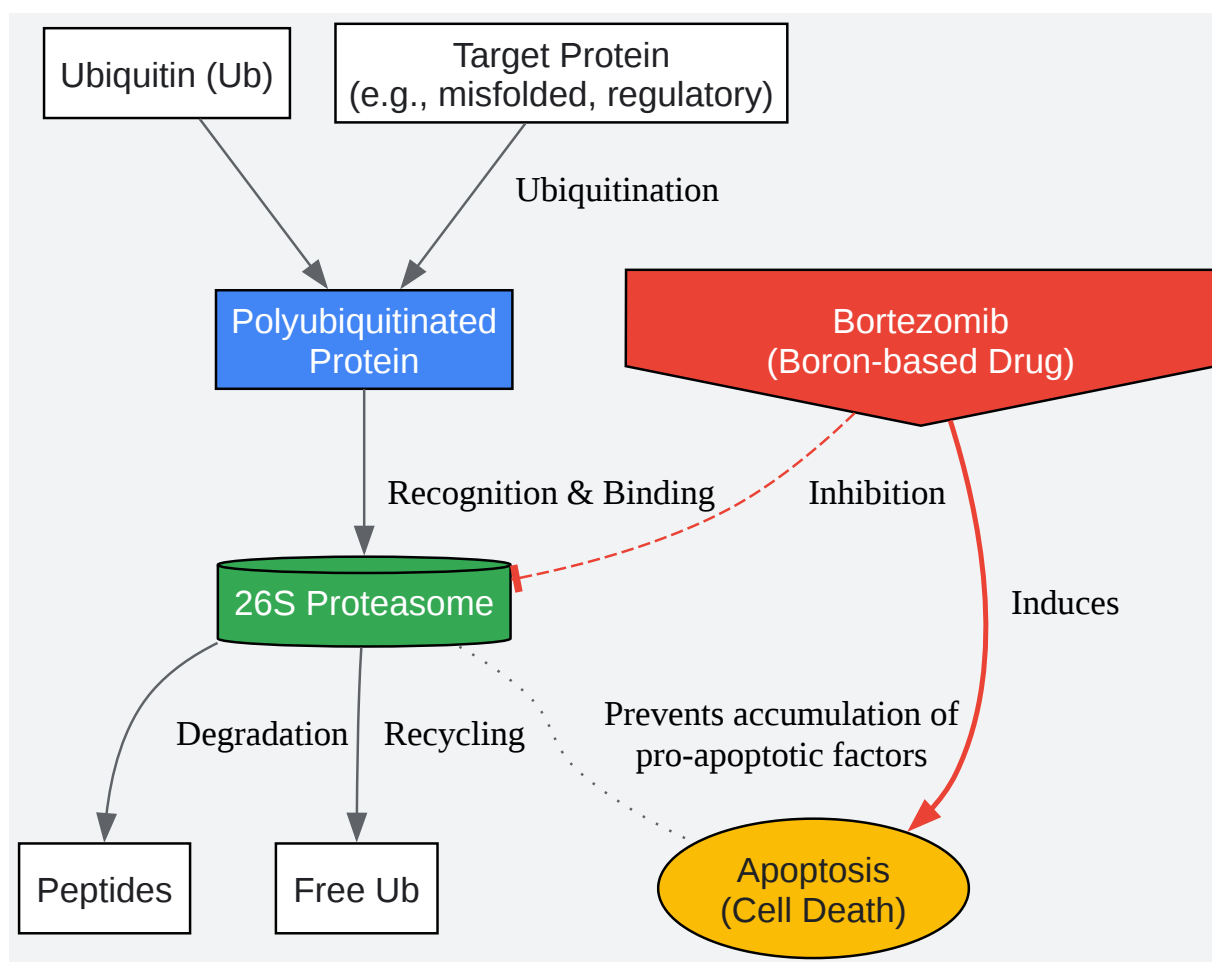 Ubiquitin (Ub)
Target Protein
(e.g., misfolded, regulatory)
Ubiquitination
Polyubiquitinated
Protein
Bortezomib
(Boron-based Drug)
Recognition & Binding
Inhibition
26S Proteasome
Induces
Degradation
Recycling
Prevents accumulation of
pro-apoptotic factors
Peptides
Free Ub
Apoptosis
(Cell Death)